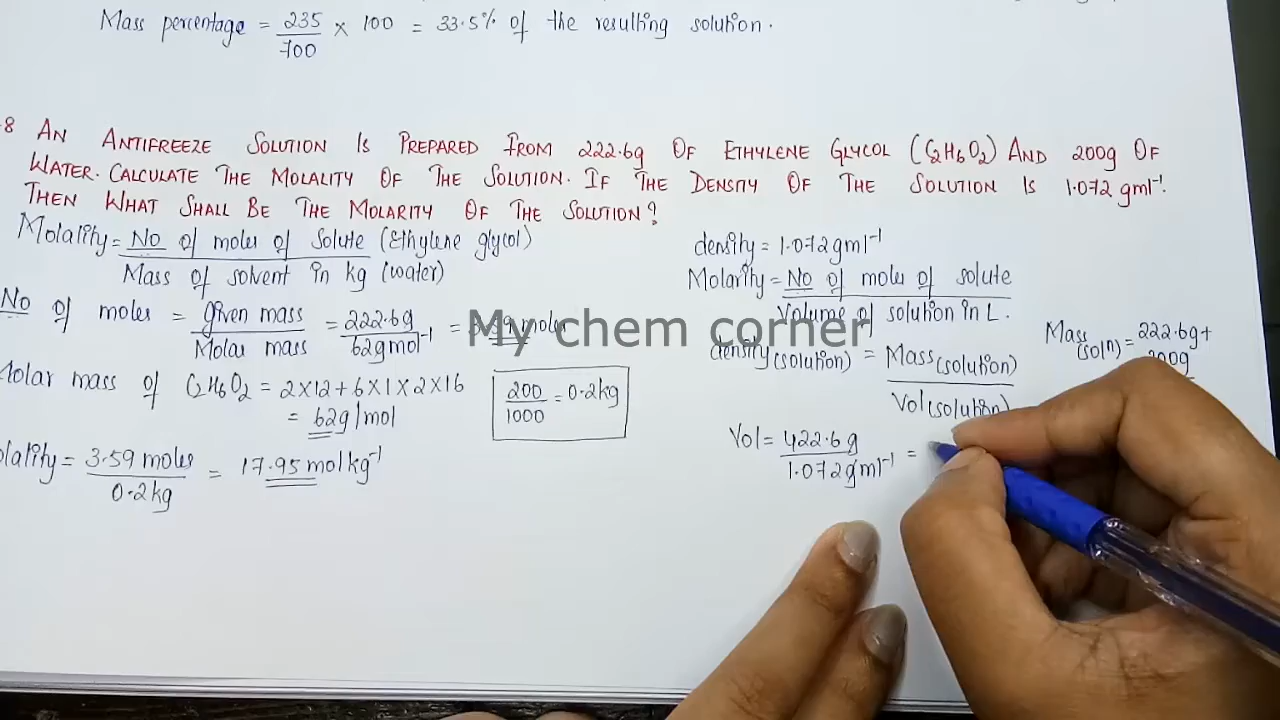 Mass percentage = 235/700 × 100 = 33.5% of the resulting solution.
8 AN ANTIFREEZE SOLUTION IS PREPARED FROM 222.6g OF ETHYLENE GLYCOL (C2H6O2) AND 200g OF
WATER. CALCULATE THE MOLALITY OF THE SOLUTION. IF THE DENSITY OF THE SOLUTION IS 1.072 gml⁻¹.
THEN WHAT SHALL BE THE MOLARITY OF THE SOLUTION?
Molality = No of moles of Solute (Ethylene glycol)
Mass of solvent in kg (water)
No of moles = given mass / Molar mass = 222.6g / 62gmol⁻¹ = 3.59 moles
Molar mass of C2H6O2 = 2×12+6×1×2×16
= 62g/mol
200/1000 = 0.2kg
Molality = 3.59 moles / 0.2kg = 17.95 mol kg⁻¹
density = 1.072gml⁻¹
Molarity = No of moles of solute
Volume of solution in L.
density(solution) = Mass(solution) / Vol(solution)
Mass(soln) = 222.6g+
200g
Vol = 422.6g / 1.072gml⁻¹ =
My chem corner